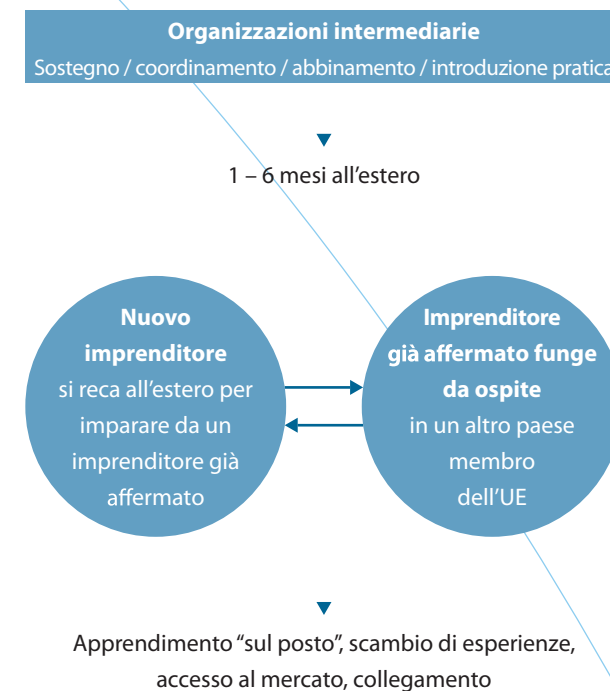 Organizzazioni intermediarie
Sostegno / coordinamento / abbinamento / introduzione pratica
1 – 6 mesi all’estero
Nuovo
imprenditore
si reca all’estero per
imparare da un
imprenditore già
affermato
Imprenditore
già affermato funge
da ospite
in un altro paese
membro
dell’UE
Apprendimento “sul posto”, scambio di esperienze,
accesso al mercato, collegamento